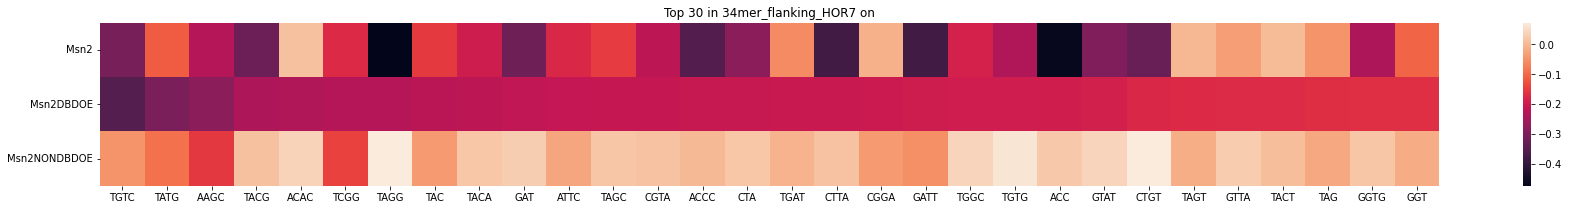 Top 30 in 34mer_flanking_HOR7 on
Msn2
Msn2DBDOE
Msn2NONDBDOE
TGTC TATG AAGC TACG ACAC TCGG TAGG TAC TACA GAT ATTC TAGC CGTA ACCC CTA TGAT CTTA CGGA GATT TGGC TGTG ACC GTAT CTGT TAGT GTTA TACT TAG GGTG GGT
0.0
−0.1
−0.2
−0.3
−0.4